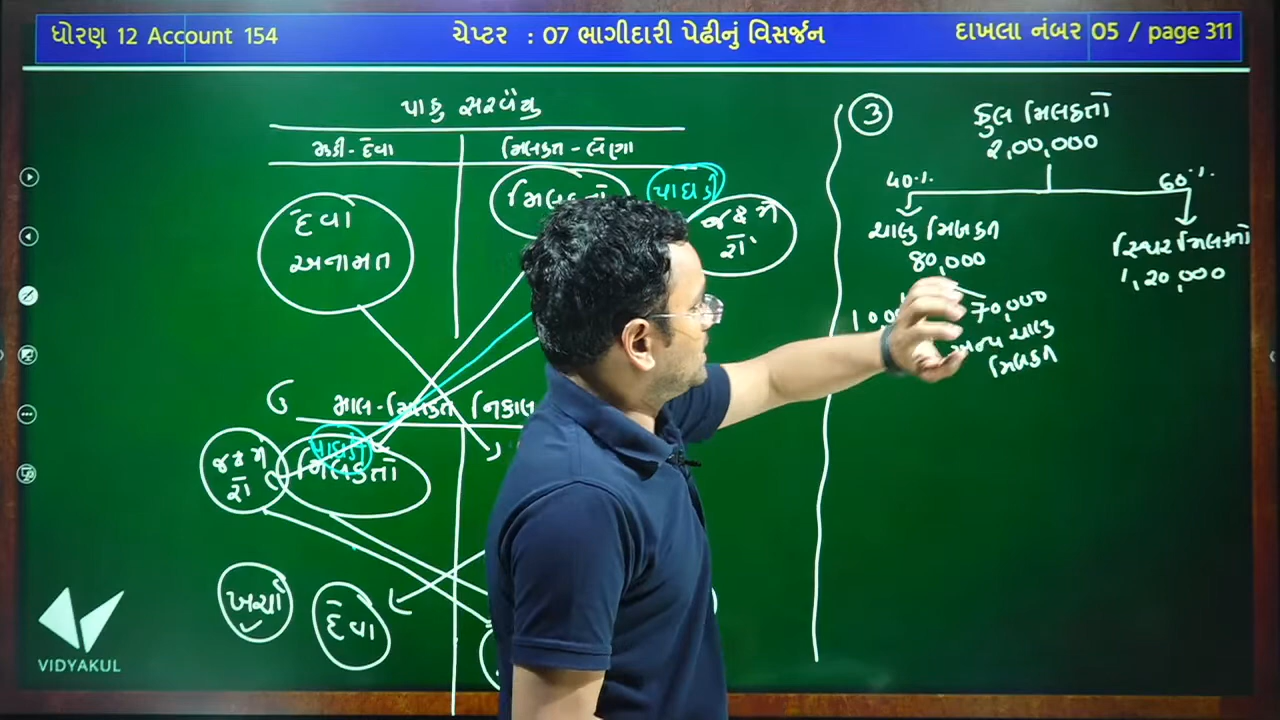 ધોરણ 12 Account 154
ચેપ્ટર : 07 ભાગીદારી પેઢીનું વિસર્જન
દાખલા નંબર 05 / page 311
પાકુ સરવૈયુ
મૂડી-દેવા
મિલકત-લેણા
દેવા
અનામત
પાઘડી
માલ-મિલકત નિકાલ
પાઘડી
મિલકતો
ખર્ચા
દેવા
3
કુલ મિલકતો
2,00,000
40%
60%
ચાલુ મિલકત
80,000
સ્થિર મિલકતો
1,20,000
70,000
અન્ય ચાલુ
મિલકત
VIDYAKUL